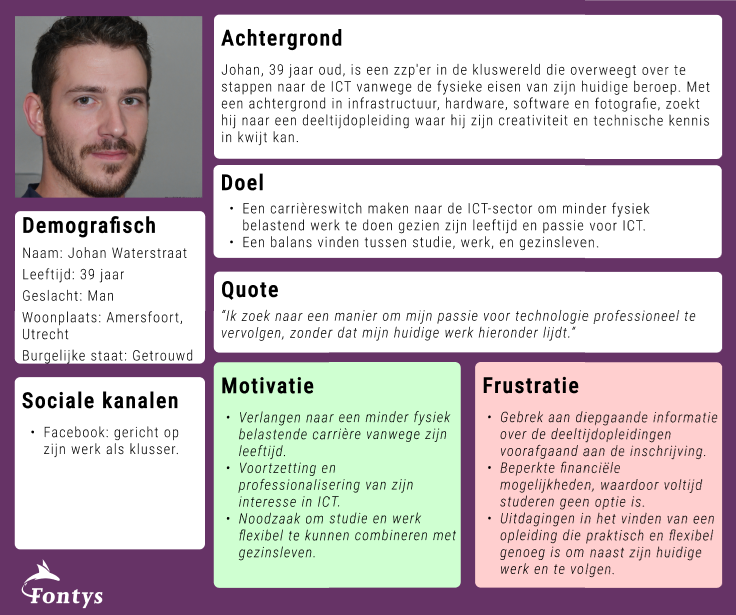 Achtergrond
Johan, 39 jaar oud, is een zzp'er in de kluswereld die overweegt over te
stappen naar de ICT vanwege de fysieke eisen van zijn huidige beroep. Met
een achtergrond in infrastructuur, hardware, software en fotografie, zoekt
hij naar een deeltijdopleiding waar hij zijn creativiteit en technische kennis
in kwijt kan.
Doel
• Een carrièreswitch maken naar de ICT-sector om minder fysiek
belastend werk te doen gezien zijn leeftijd en passie voor ICT.
• Een balans vinden tussen studie, werk, en gezinsleven.
Demografisch
Naam: Johan Waterstraat
Leeftijd: 39 jaar
Geslacht: Man
Woonplaats: Amersfoort,
Utrecht
Burgelijke staat: Getrouwd
Quote
“Ik zoek naar een manier om mijn passie voor technologie professioneel te
vervolgen, zonder dat mijn huidige werk hieronder lijdt.”
Sociale kanalen
• Facebook: gericht op
zijn werk als klusser.
Motivatie
• Verlangen naar een minder fysiek
belastende carrière vanwege zijn
leeftijd.
• Voortzetting en
professionalisering van zijn
interesse in ICT.
• Noodzaak om studie en werk
flexibel te kunnen combineren met
gezinsleven.
Frustratie
• Gebrek aan diepgaande informatie
over de deeltijdopleidingen
voorafgaand aan de inschrijving.
• Beperkte financiële
mogelijkheden, waardoor voltijd
studeren geen optie is.
• Uitdagingen in het vinden van een
opleiding die praktisch en flexibel
genoeg is om naast zijn huidige
werk en te volgen.
Fontys